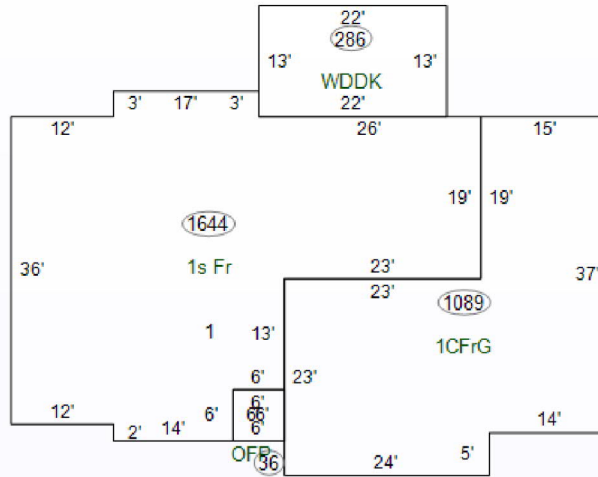 22'
286
13' 13'
WDDK
3' 17' 3' 22'
12' 26' 15'
19' 19'
1644
1s Fr 23'
36' 23' 37'
1089
1 13' 1CFrG
6' 23'
6'
12' 6' 66' 14'
2' 14' 6'
OFP 5'
36 24'